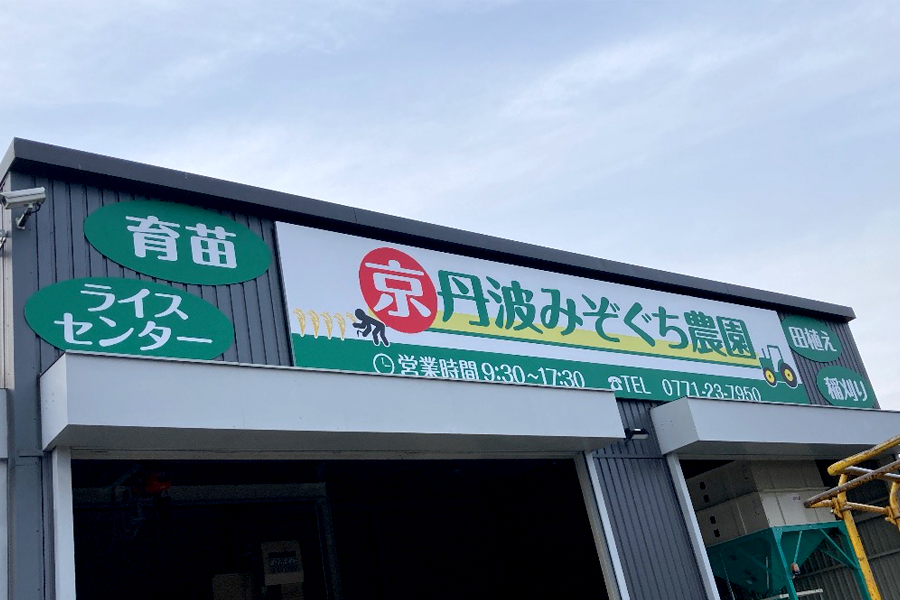 育苗
ライス
センター
京丹波みぞぐち農園
営業時間 9:30～17:30 ☎TEL 0771-23-7950
田植え
稲刈り